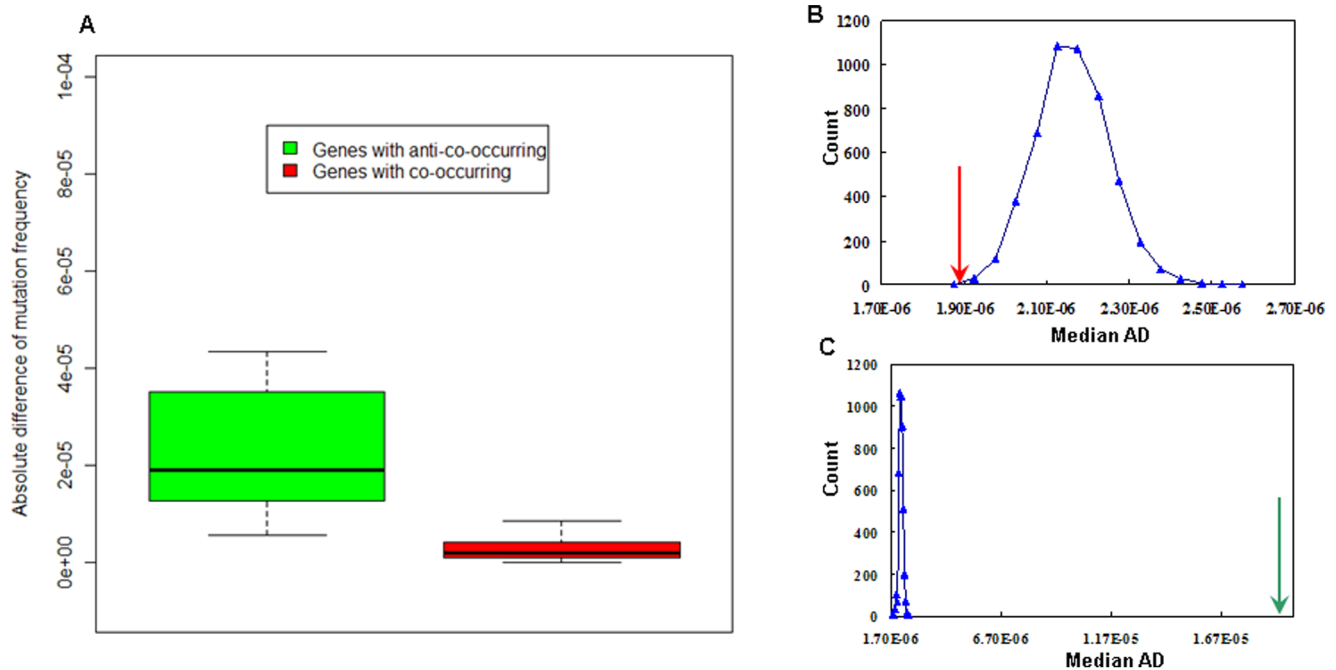 A
Absolute difference of mutation frequency
1e-04
8e-05
6e-05
4e-05
2e-05
0e+00
Genes with anti-co-occurring
Genes with co-occurring
B
Count
1200
1000
800
600
400
200
0
1.70E-06 1.90E-06 2.10E-06 2.30E-06 2.50E-06 2.70E-06
Median AD
C
Count
1200
1000
800
600
400
200
0
1.70E-06 6.70E-06 1.17E-05 1.67E-05
Median AD